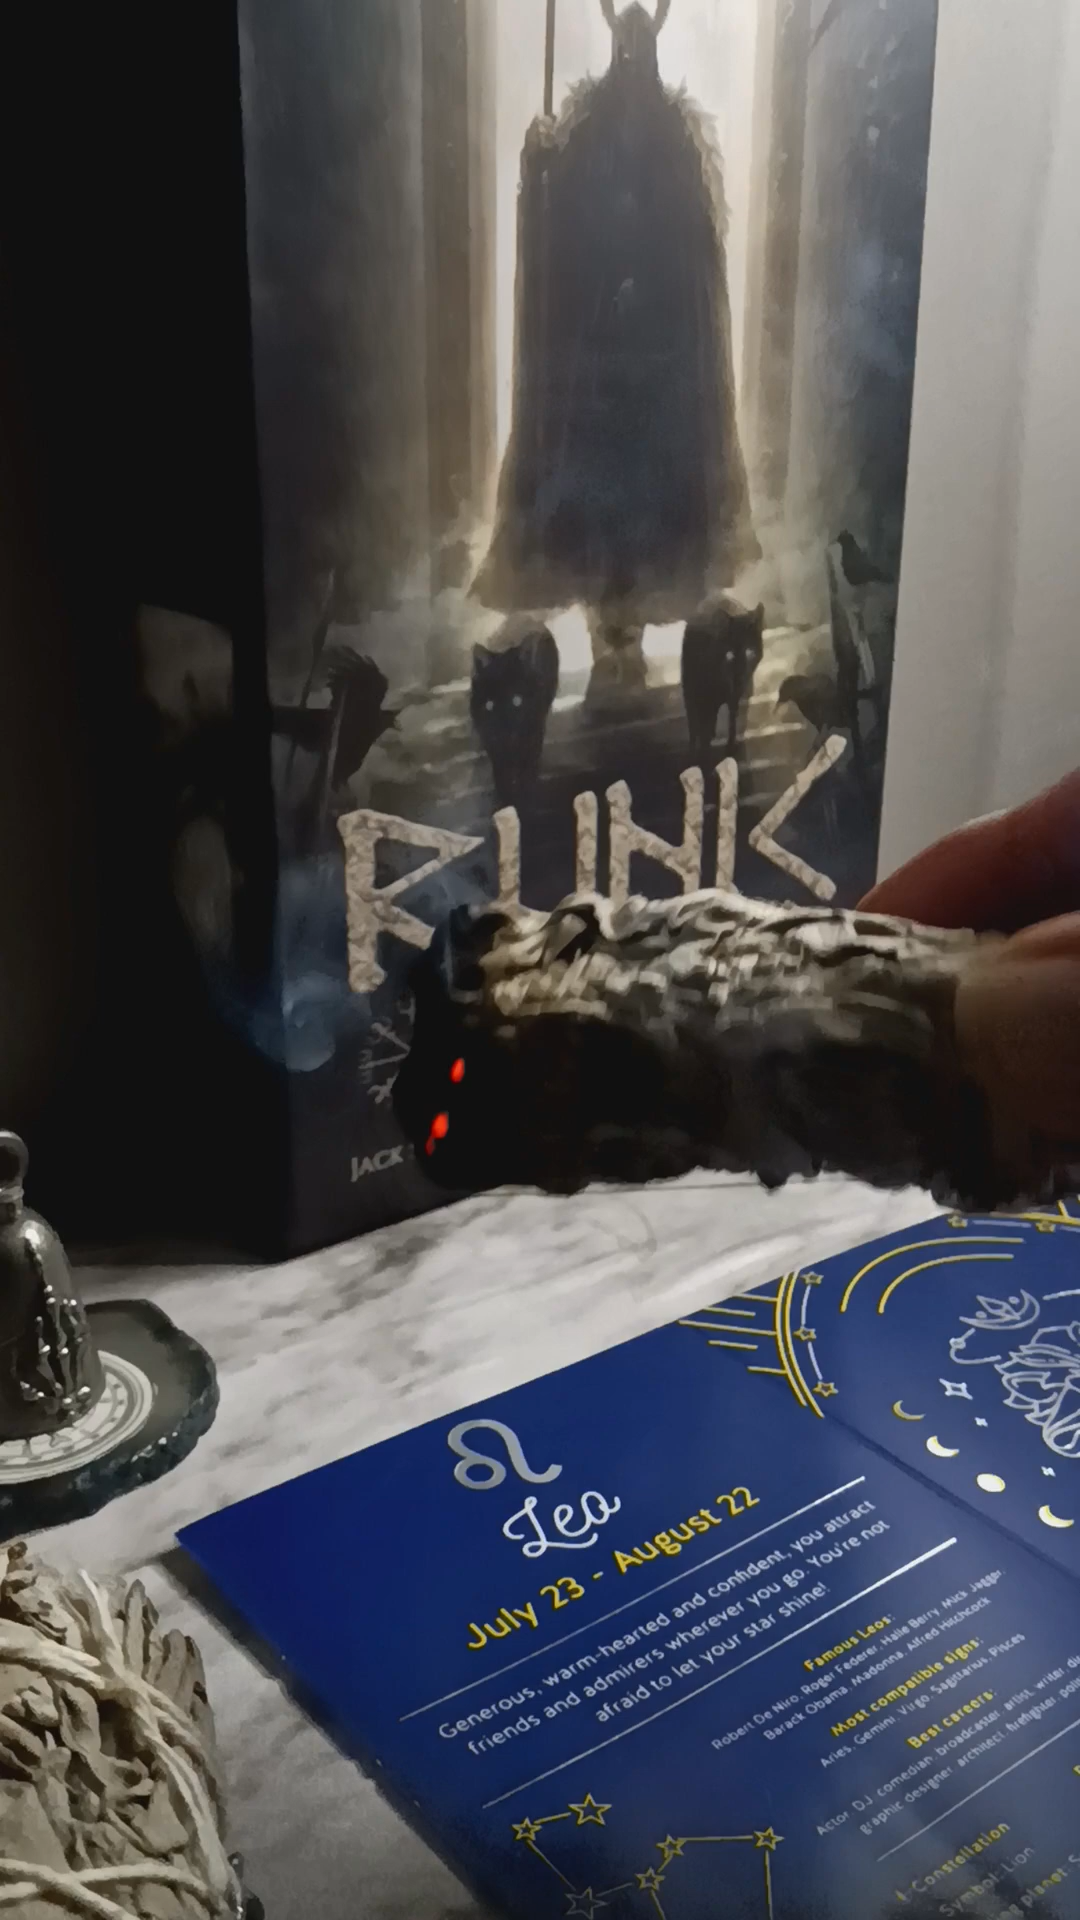 RUNIC
JACK
Leo
July 23 - August 22
Generous, warm-hearted and confident, you attract
friends and admirers wherever you go. You're not
afraid to let your star shine!
Famous Leos:
Robert De Niro, Roger Federer, Halle Berry, Mick Jagger,
Barack Obama, Madonna, Alfred Hitchcock
Most compatible signs:
Aries, Gemini, Virgo, Sagittarius, Pisces
Best careers:
Actor, DJ, comedian, broadcaster, artist, writer,
graphic designer, architect, firefighter,
Constellation
Symbol: Lion
planet: